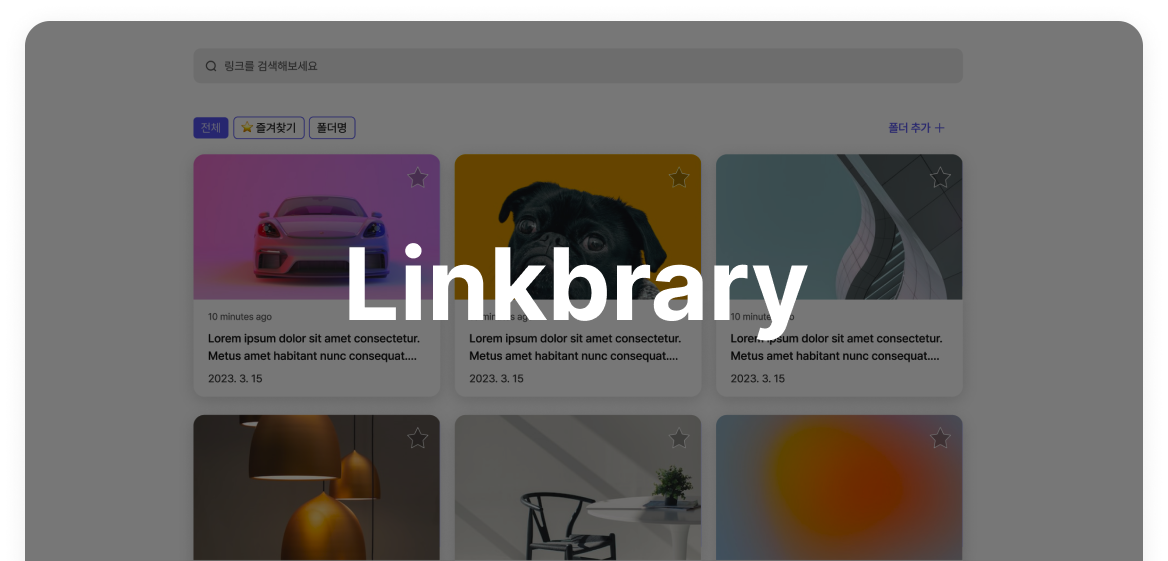 링크를 검색해보세요
전체 즐겨찾기 폴더명 폴더 추가 +
Linkbrary
10 minutes ago
Lorem ipsum dolor sit amet consectetur.
Metus amet habitant nunc consequat....
2023. 3. 15
minutes ag
Lorem ipsum dolor sit amet consectetur.
Metus amet habitant nunc consequat....
2023. 3. 15
10 minutes ago
Lorem ipsum dolor sit amet consectetur.
Metus amet habitant nunc consequat....
2023. 3. 15